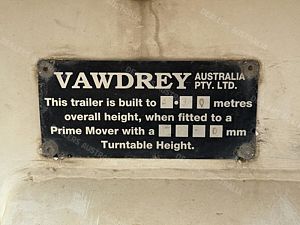 VAWDREY AUSTRALIA PTY. LTD.
This trailer is built to metres
overall height, when fitted to a
Prime Mover with a mm
Turntable Height.